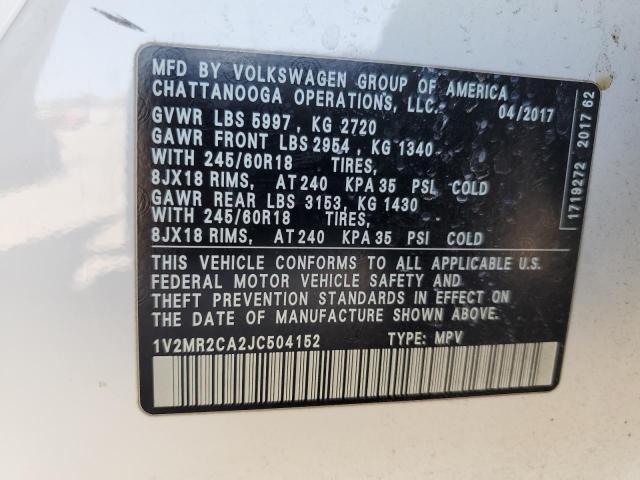 MFD BY VOLKSWAGEN GROUP OF AMERICA
CHATTANOOGA OPERATIONS, LLC. 04/2017
GVWR LBS 5997 , KG 2720
GAWR FRONT LBS 2954 , KG 1340
WITH 245/60R18 TIRES,
8JX18 RIMS, AT 240 KPA 35 PSI COLD
GAWR REAR LBS 3153, KG 1430
WITH 245/60R18 TIRES,
8JX18 RIMS, AT 240 KPA 35 PSI COLD
THIS VEHICLE CONFORMS TO ALL APPLICABLE U.S.
FEDERAL MOTOR VEHICLE SAFETY AND
THEFT PREVENTION STANDARDS IN EFFECT ON
THE DATE OF MANUFACTURE SHOWN ABOVE.
1V2MR2CA2JC504152 TYPE: MPV
1719272 2017 62